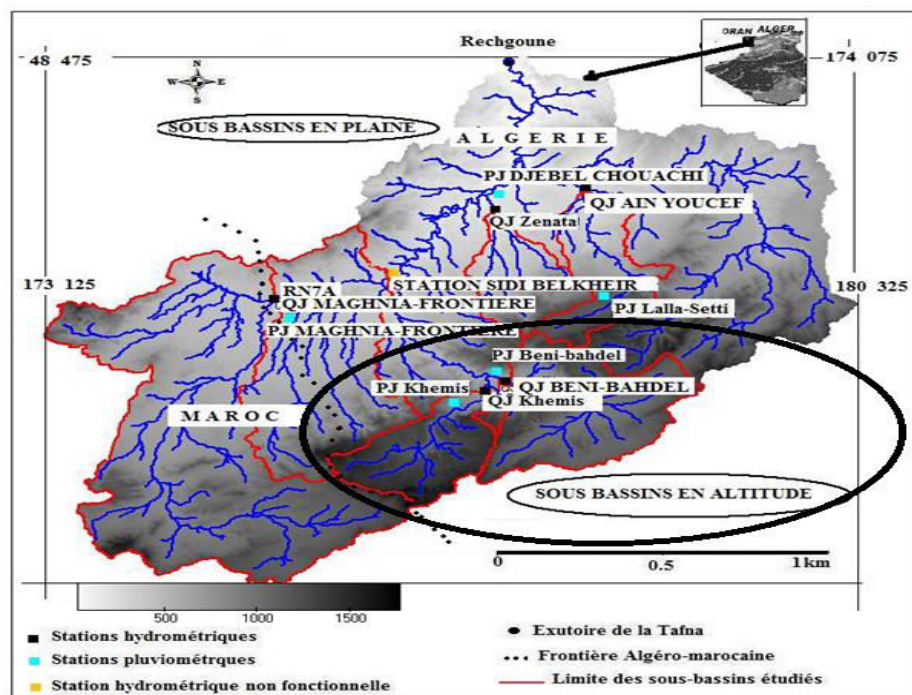 ORAN ALGER
Rechgoune
48 475
174 075
N
W E
S
SOUS BASSINS EN PLAINE
A L G E R I E
PJ DJEBEL CHOUACHI
QJ AIN YOUCEF
QJ Zenata
173 125
STATION SIDI BELKHEIR
180 325
RN7A
QJ MAGHNIA-FRONTIERE
PJ Lalla-Setti
PJ MAGHNIA-FRONTIERE
PJ Beni-bahdel
PJ Khemis
QJ BENI-BAHDEL
QJ Khemis
M A R O C
SOUS BASSINS EN ALTITUDE
0 0.5 1km
500 1000 1500
Stations hydrométriques
Exutoire de la Tafna
Stations pluviométrques
Frontière Algéro-marocaine
Station hydrométrique non fonctionnelle
Limite des sous-bassins étudiés